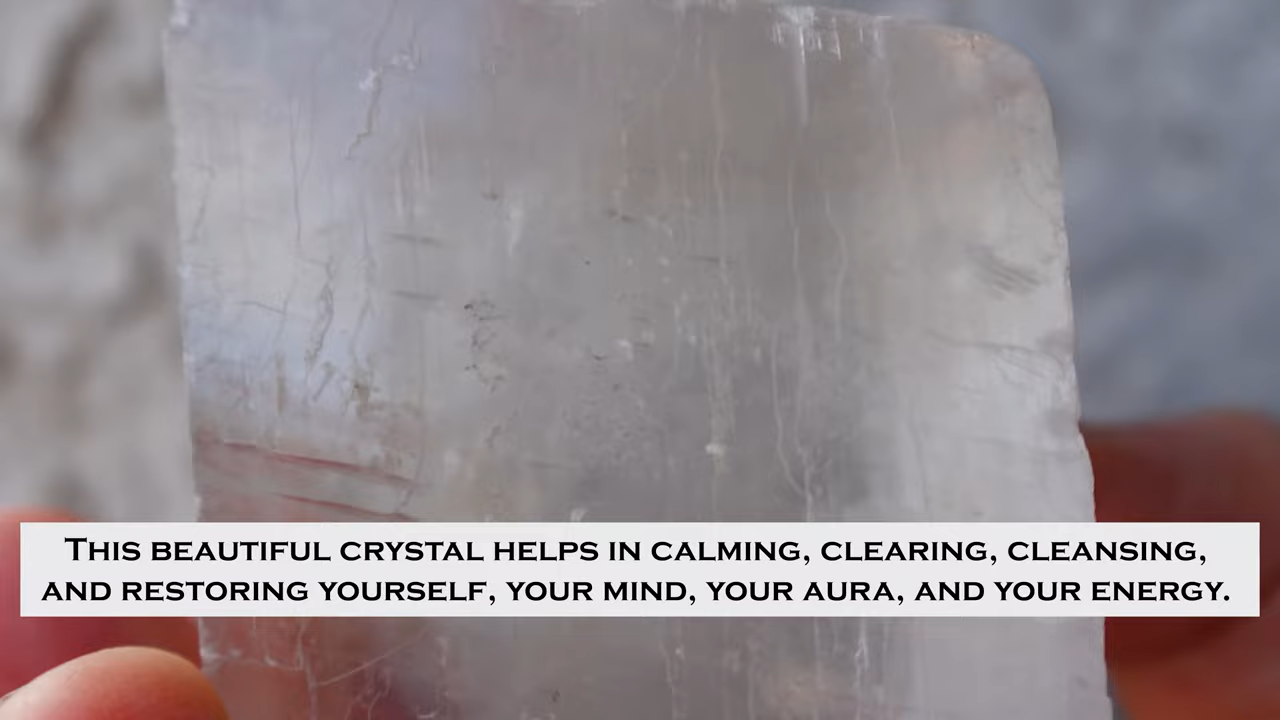 This beautiful crystal helps in calming, clearing, cleansing,
and restoring yourself, your mind, your aura, and your energy.